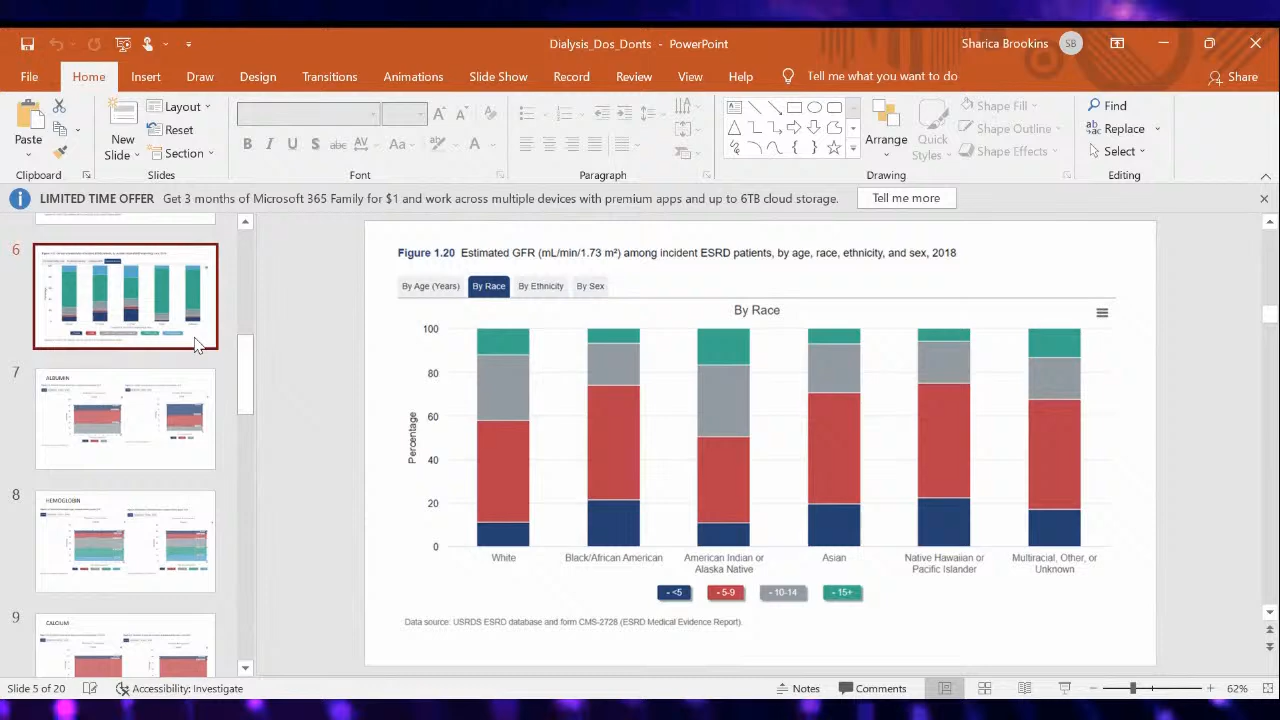 Dialysis_Dos_Donts - PowerPoint
Sharica Brookins SB
File Home Insert Draw Design Transitions Animations Slide Show Record Review View Help Tell me what you want to do Share
Paste
Clipboard
New Slide
Layout
Reset
Section
Slides
B I U S abc AV Aa A
Font
Paragraph
Arrange
Quick Styles
Shape Fill
Shape Outline
Shape Effects
Drawing
Find
Replace
Select
Editing
LIMITED TIME OFFER Get 3 months of Microsoft 365 Family for $1 and work across multiple devices with premium apps and up to 6TB cloud storage. Tell me more
6
7
ALBUMIN
8
HEMOGLOBIN
9
CALCIUM
Figure 1.20 Estimated GFR (mL/min/1.73 m²) among incident ESRD patients, by age, race, ethnicity, and sex, 2018
By Age (Years) By Race By Ethnicity By Sex
By Race
Percentage
100
80
60
40
20
0
White Black/African American American Indian or Alaska Native Asian Native Hawaiian or Pacific Islander Multiracial, Other, or Unknown
- <5 - 5-9 - 10-14 - 15+
Data source: USRDS ESRD database and form CMS-2728 (ESRD Medical Evidence Report).
Slide 5 of 20 Accessibility: Investigate Notes Comments 62%